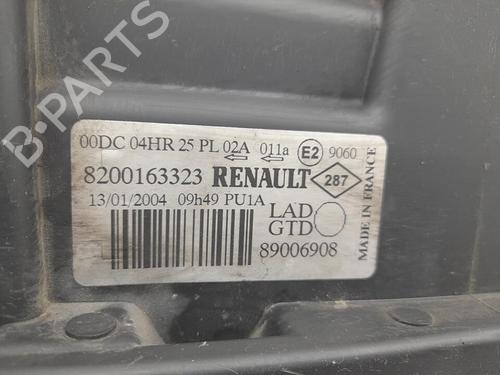 B-PARTS
00DC 04HR 25 PL 02A 011a E2 9060
8200163323 RENAULT 287
13/01/2004 09h49 PU1A LAD
GTD
89006908
MADE IN FRANCE